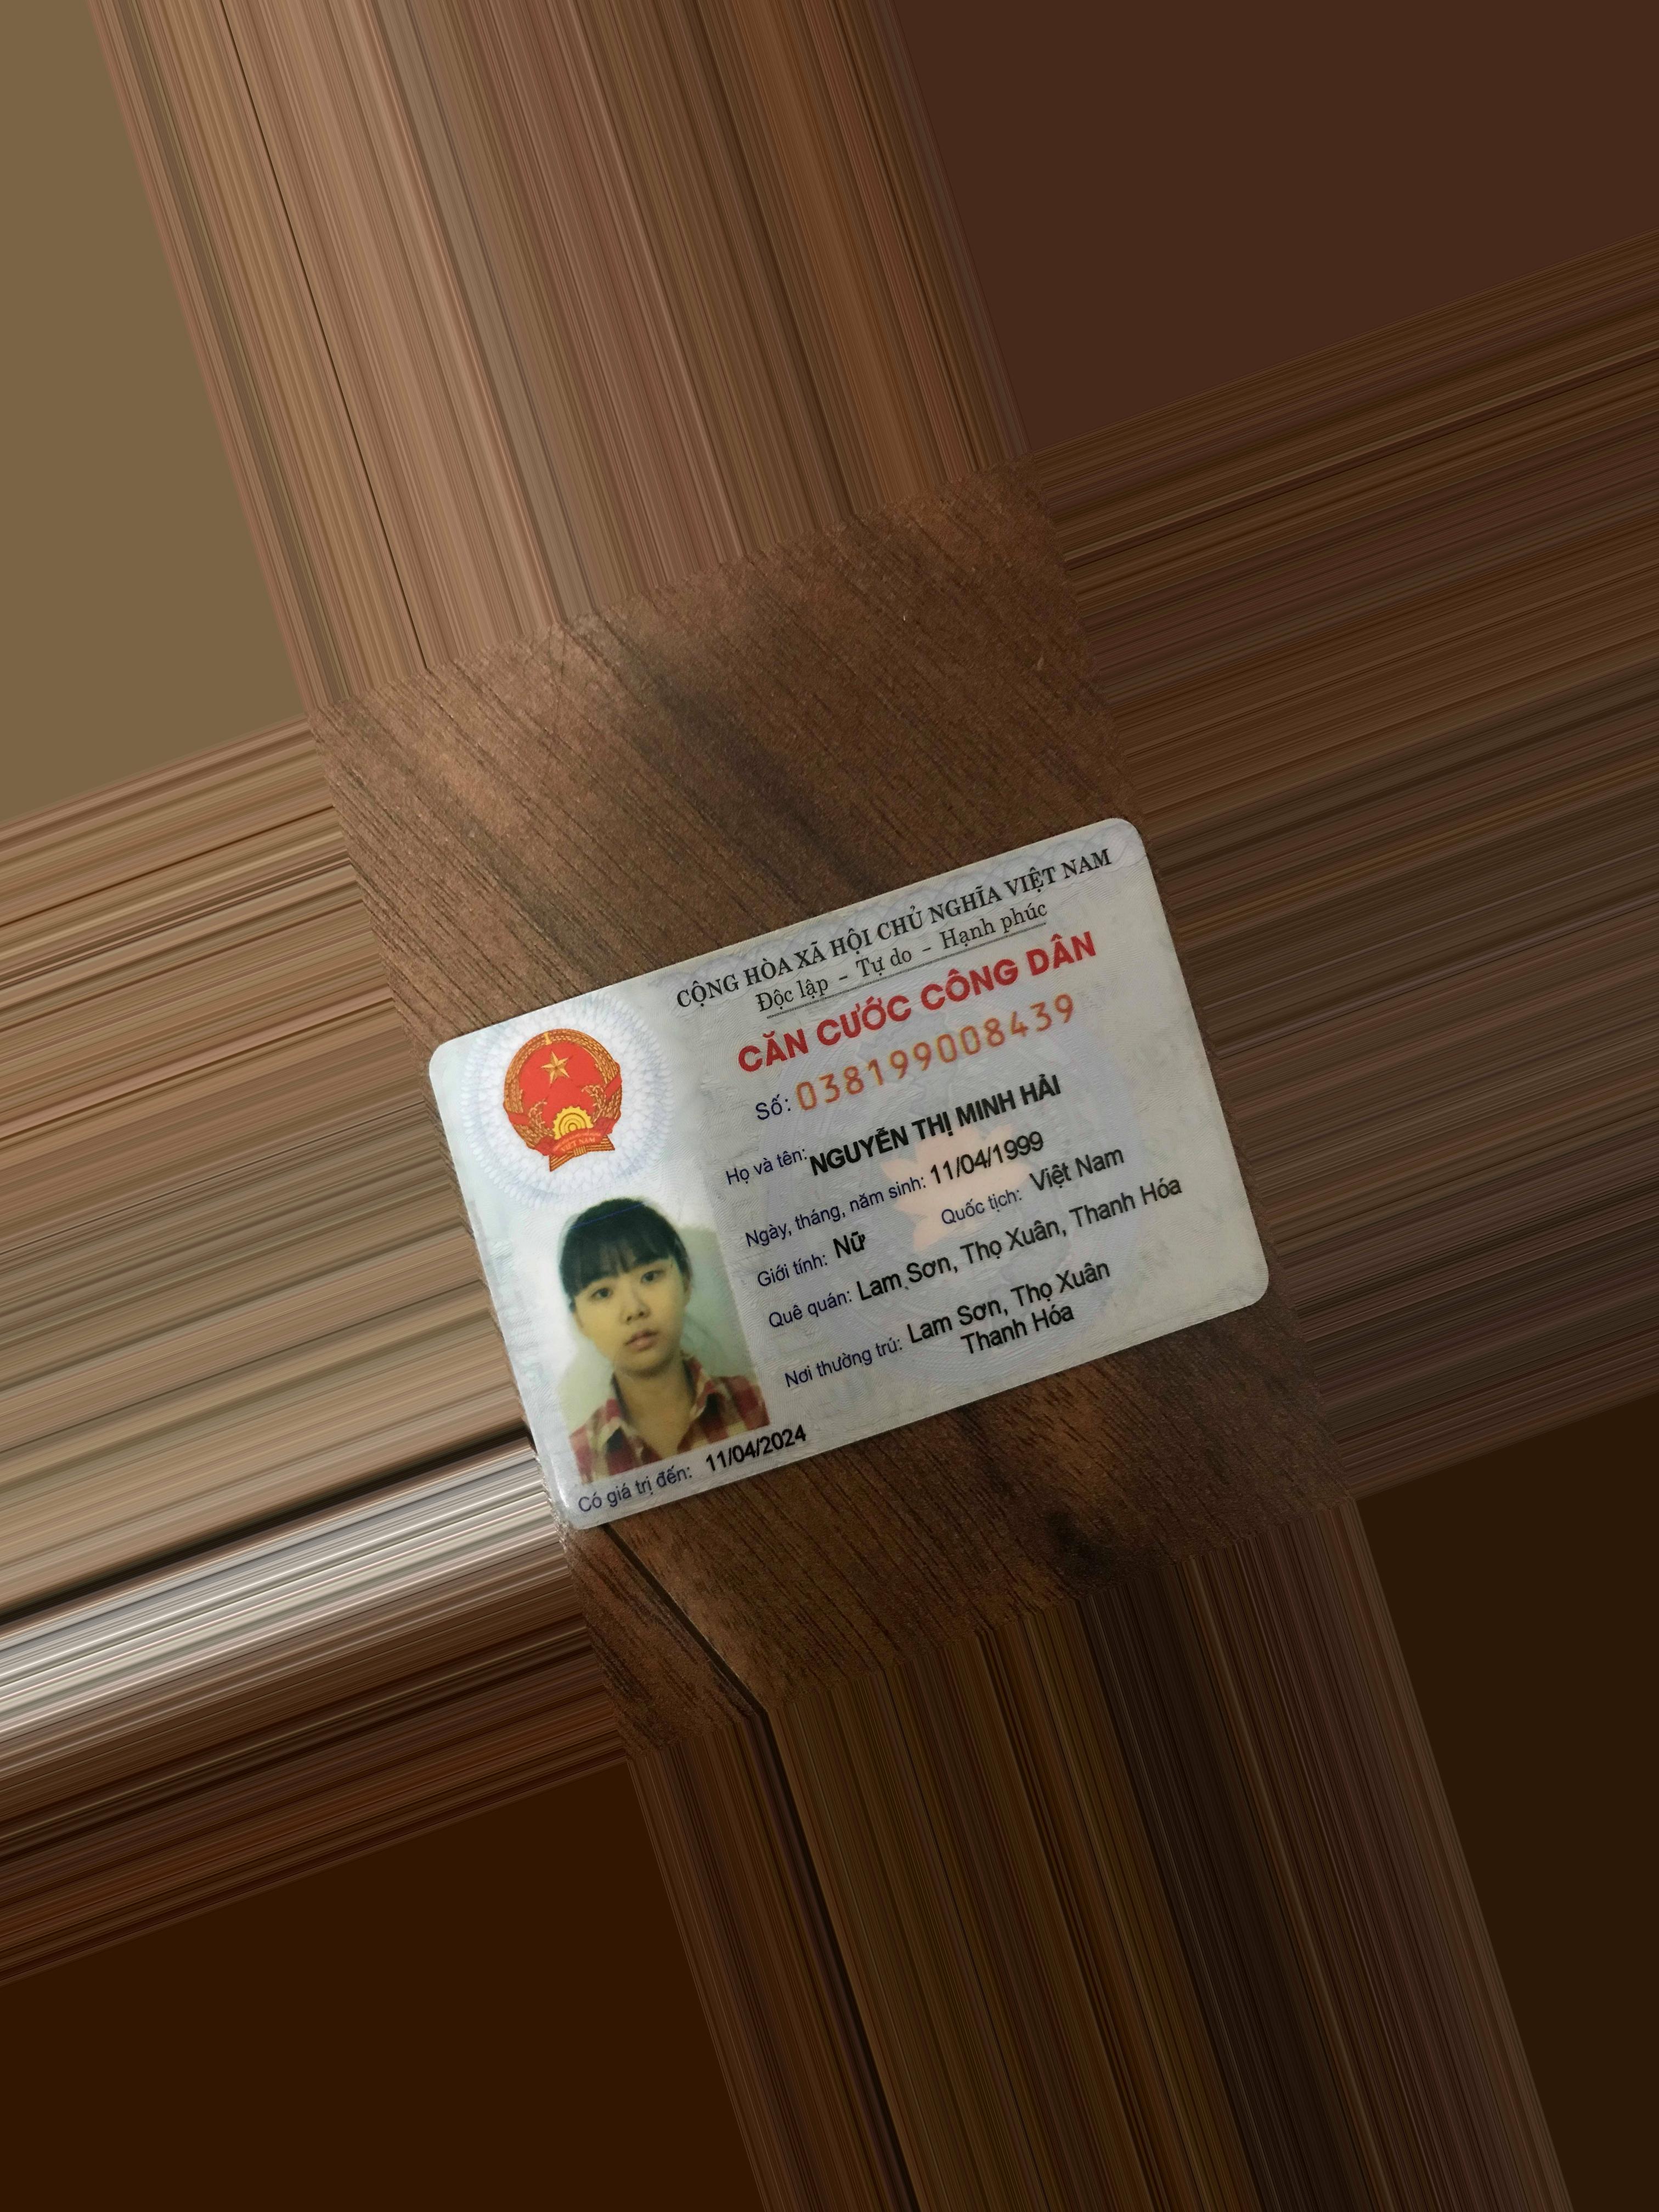 CỘNG HÒA XÃ HỘI CHỦ NGHĨA VIỆT NAM
Độc lập - Tự do - Hạnh phúc
CĂN CƯỚC CÔNG DÂN
Số: 038199008439
Họ và tên: NGUYỄN THỊ MINH HẢI
Ngày, tháng, năm sinh: 11/04/1999
Giới tính: Nữ Quốc tịch: Việt Nam
Quê quán: Lam Sơn, Thọ Xuân, Thanh Hóa
Nơi thường trú: Lam Sơn, Thọ Xuân
Thanh Hóa
Có giá trị đến: 11/04/2024
VIỆT NAM